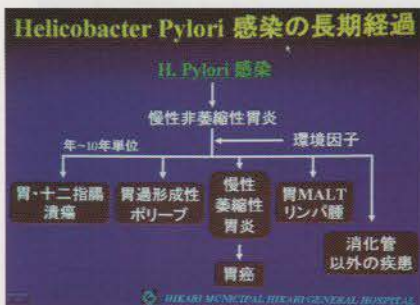 Helicobacter Pylori 感染の長期経過
H. Pylori 感染
慢性非萎縮性胃炎
環境因子
年~10年単位
胃・十二指腸
潰瘍
胃過形成性
ポリープ
慢性
萎縮性
胃炎
胃MALT
リンパ腫
消化管
以外の疾患
胃癌
HIKARI MUNICIPAL HIKARI GENERAL HOSPITAL